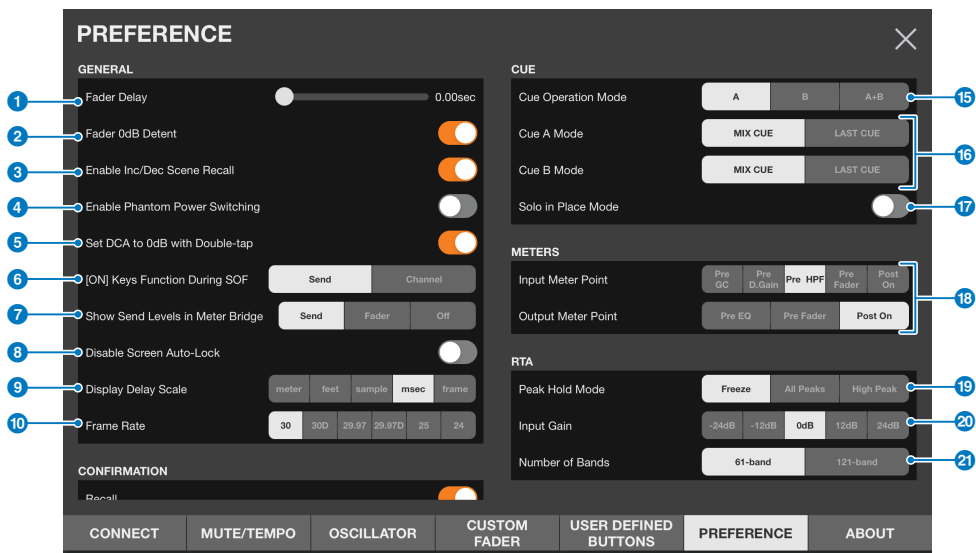 PREFERENCE
GENERAL
1 Fader Delay 0.00sec
2 Fader 0dB Detent
3 Enable Inc/Dec Scene Recall
4 Enable Phantom Power Switching
5 Set DCA to 0dB with Double-tap
6 [ON] Keys Function During SOF Send Channel
7 Show Send Levels in Meter Bridge Send Fader Off
8 Disable Screen Auto-Lock
9 Display Delay Scale meter feet sample msec frame
10 Frame Rate 30 30D 29.97 29.97D 25 24
CONFIRMATION
Recall
CUE
Cue Operation Mode A B A+B 15
Cue A Mode MIX CUE LAST CUE
16
Cue B Mode MIX CUE LAST CUE
Solo in Place Mode 17
METERS
Input Meter Point Pre GC Pre D.Gain Pre HPF Pre Fader Post On
18
Output Meter Point Pre EQ Pre Fader Post On
RTA
Peak Hold Mode Freeze All Peaks High Peak 19
Input Gain -24dB -12dB 0dB 12dB 24dB 20
Number of Bands 61-band 121-band 21
CONNECT MUTE/TEMPO OSCILLATOR CUSTOM FADER USER DEFINED BUTTONS PREFERENCE ABOUT